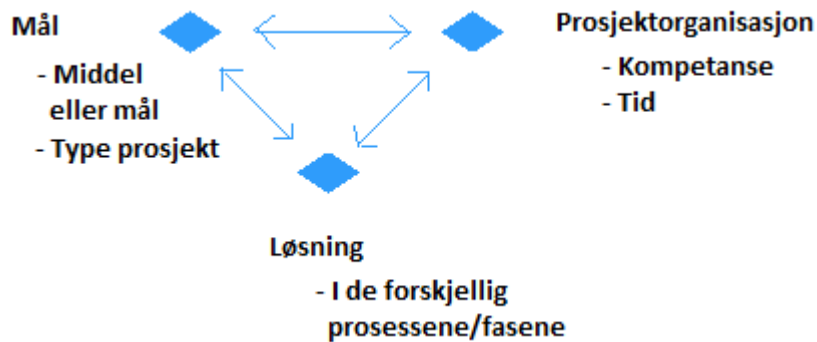 Mål
- Middel
eller mål
- Type prosjekt
Prosjektorganisasjon
- Kompetanse
- Tid
Løsning
- I de forskjellig
prosessene/fasene